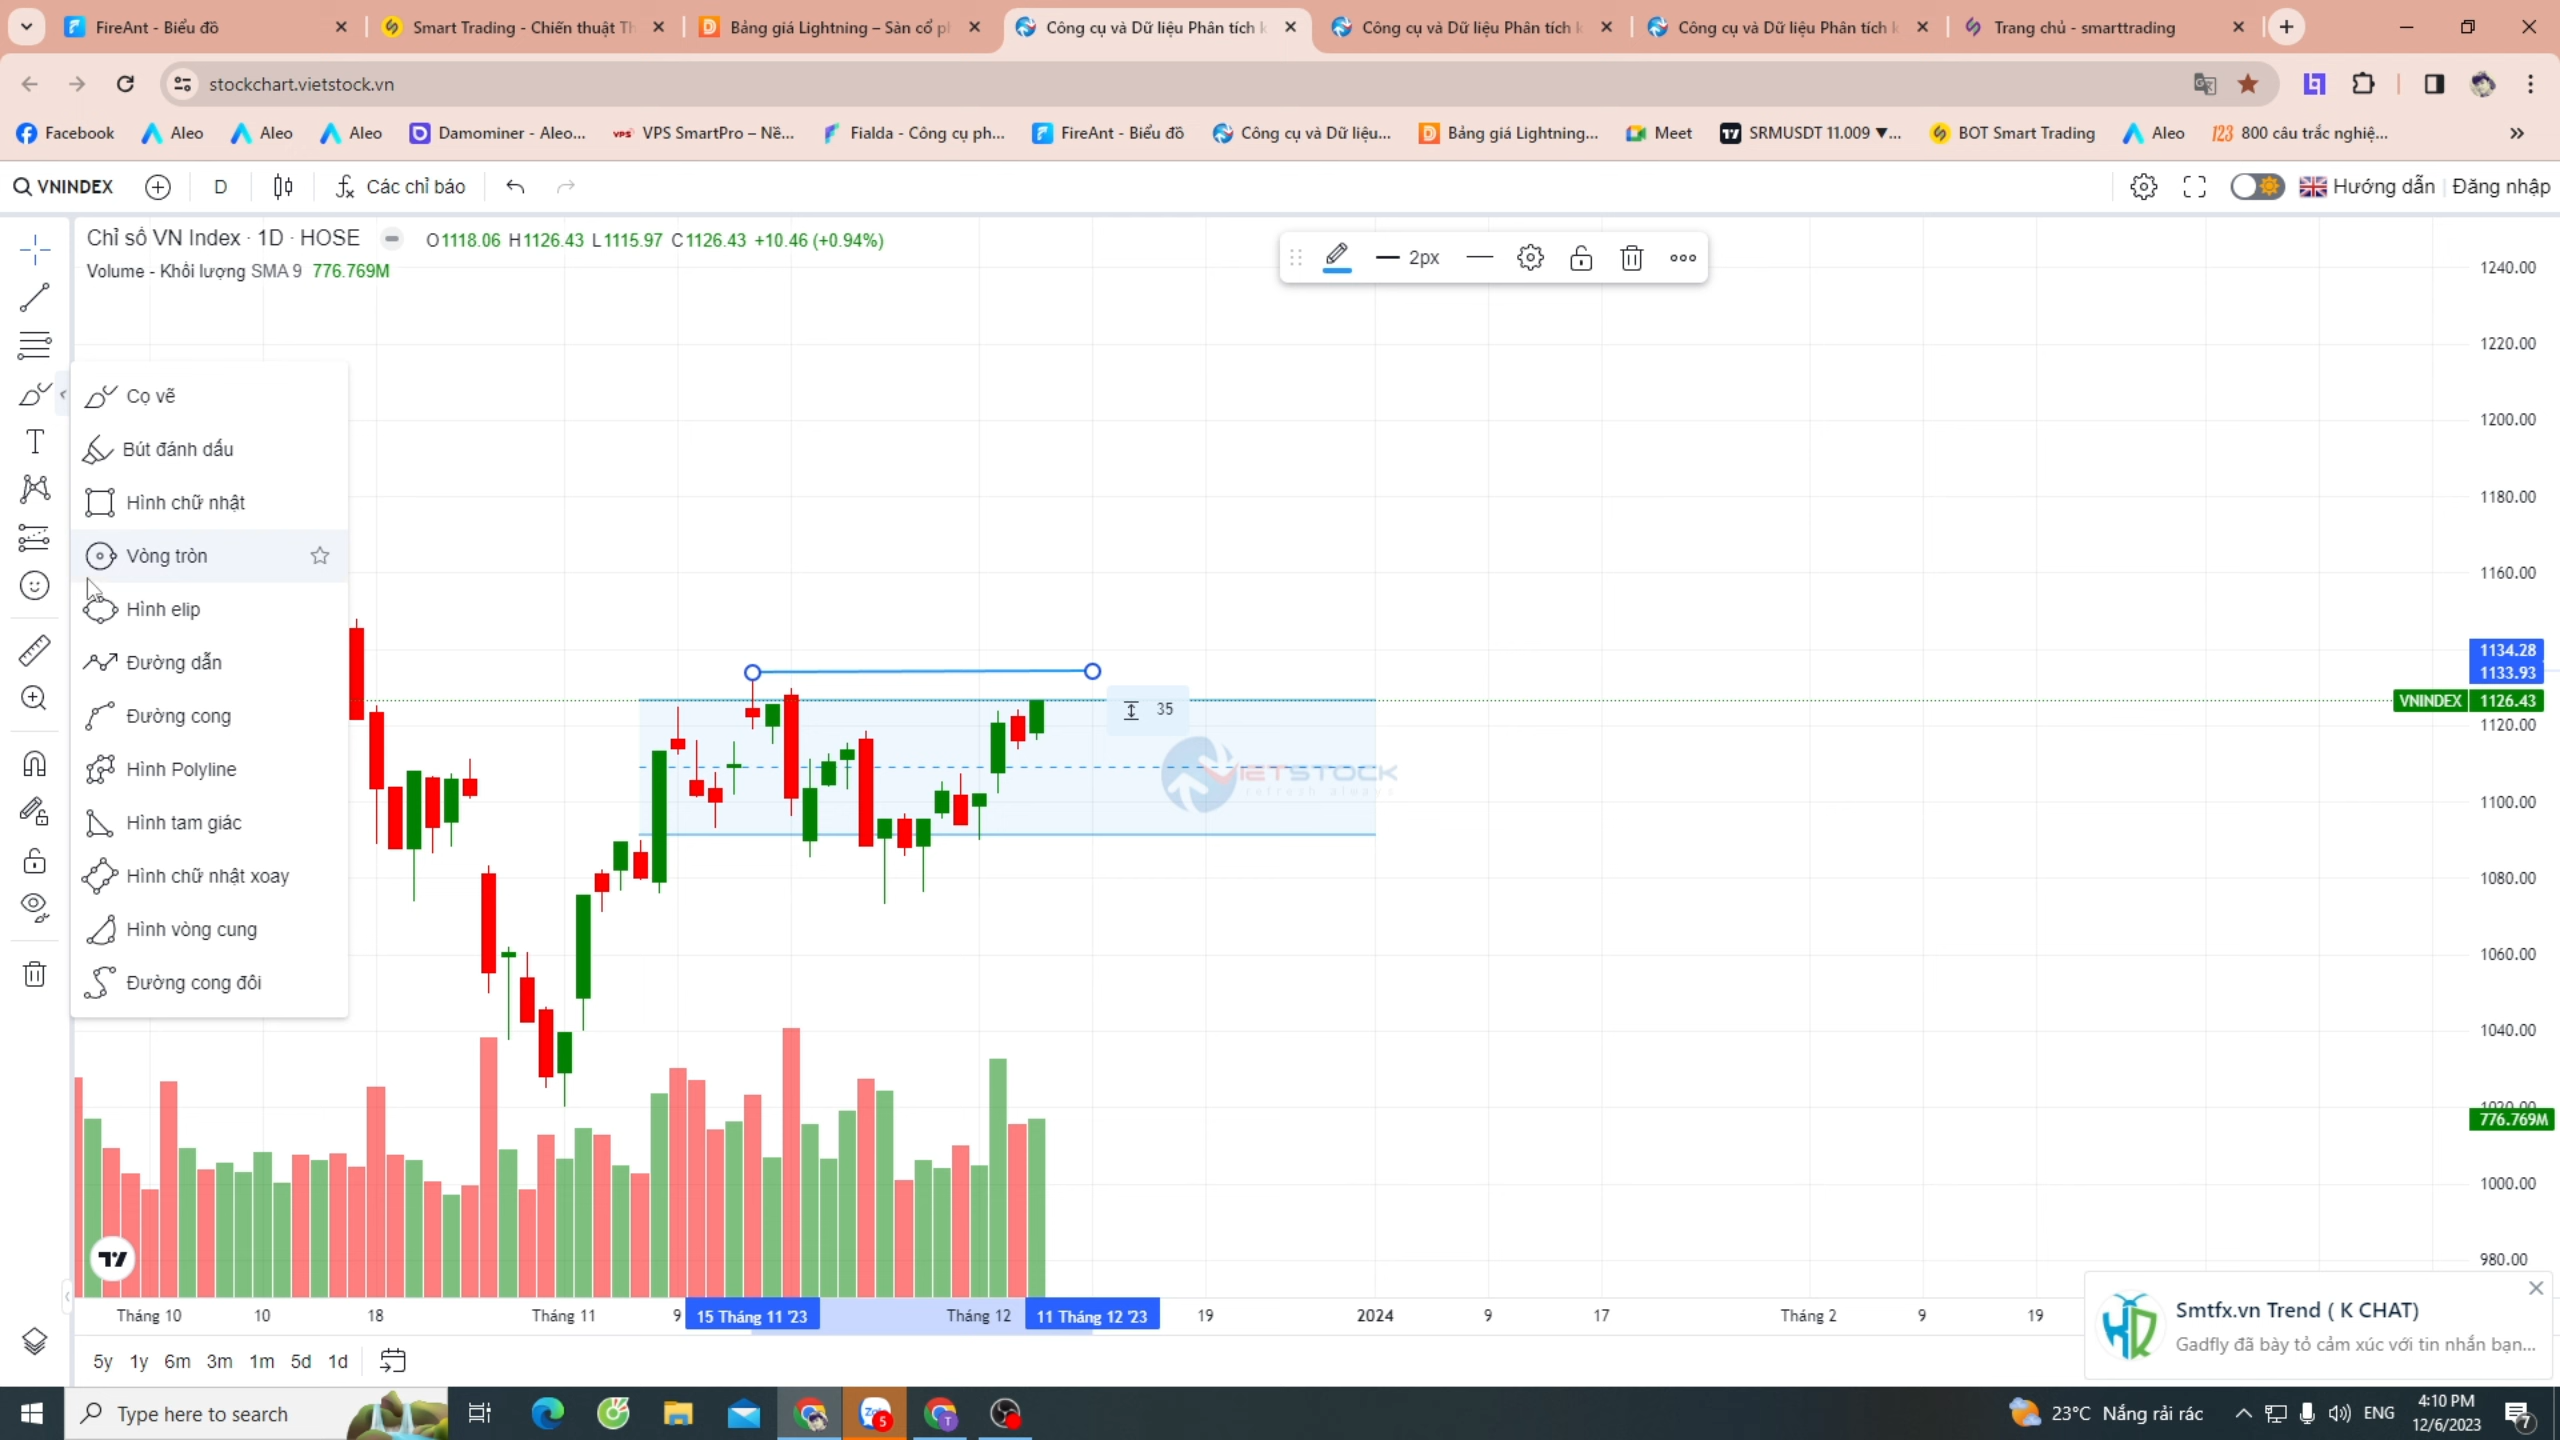 FireAnt - Biểu đồ
Smart Trading - Chiến thuật Th
Bảng giá Lightning – Sàn cổ ph
Công cụ và Dữ liệu Phân tích k
Công cụ và Dữ liệu Phân tích k
Công cụ và Dữ liệu Phân tích k
Trang chủ - smarttrading
stockchart.vietstock.vn
Facebook
Aleo
Aleo
Aleo
Damominer - Aleo...
VPS SmartPro – Nề...
Fialda - Công cụ ph...
FireAnt - Biểu đồ
Công cụ và Dữ liệu...
Bảng giá Lightning...
Meet
SRMUSDT 11.009 ▼...
BOT Smart Trading
Aleo
123 800 câu trắc nghiệ...
VNINDEX
D
Các chỉ báo
Hướng dẫn
Đăng nhập
Chỉ số VN Index · 1D · HOSE
O1118.06 H1126.43 L1115.97 C1126.43 +10.46 (+0.94%)
Volume - Khối lượng SMA 9 776.769M
2px
Cọ vẽ
Bút đánh dấu
Hình chữ nhật
Vòng tròn
Hình elip
Đường dẫn
Đường cong
Hình Polyline
Hình tam giác
Hình chữ nhật xoay
Hình vòng cung
Đường cong đôi
35
VIETSTOCK
refresh always
1240.00
1220.00
1200.00
1180.00
1160.00
1134.28
1133.93
VNINDEX 1126.43
1120.00
1100.00
1080.00
1060.00
1040.00
1020.00
776.769M
1000.00
980.00
Tháng 10
10
18
Tháng 11
9
15 Tháng 11 '23
Tháng 12
11 Tháng 12 '23
19
2024
9
17
Tháng 2
9
19
5y 1y 6m 3m 1m 5d 1d
Smtfx.vn Trend ( K CHAT)
Gadfly đã bày tỏ cảm xúc với tin nhắn bạn...
Type here to search
5
T
23°C Nắng rải rác
ENG
4:10 PM
12/6/2023
7